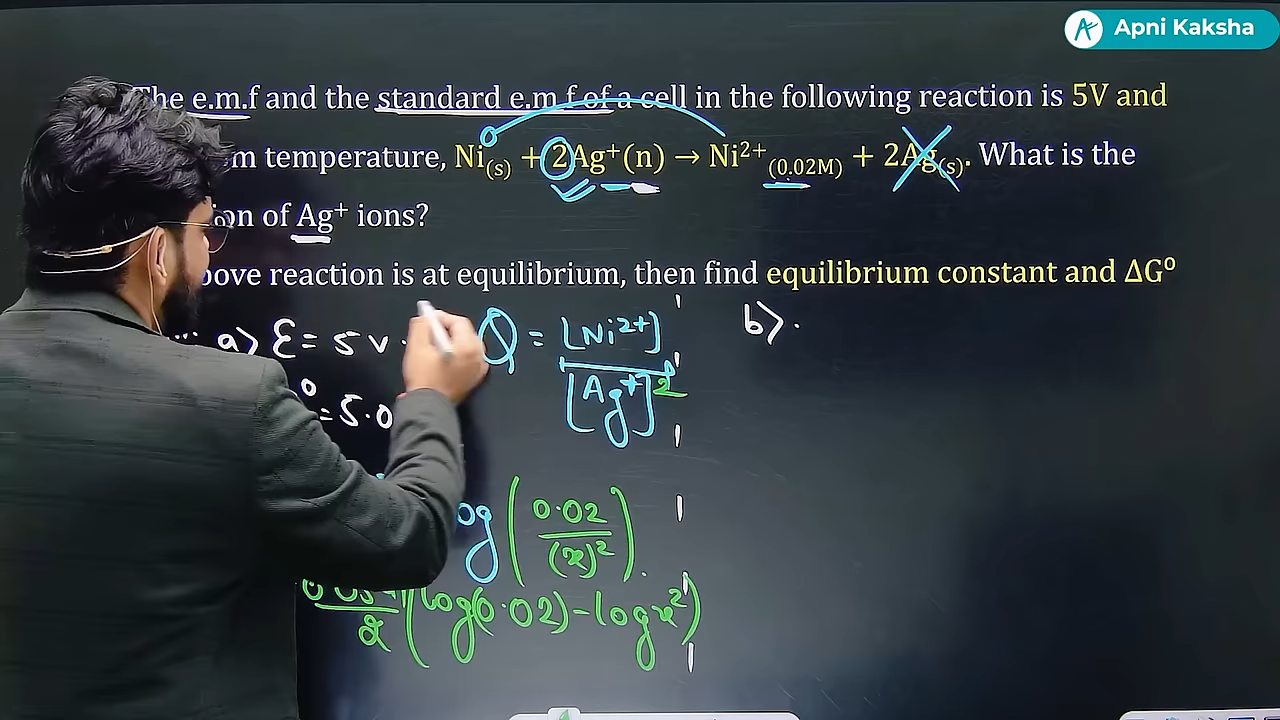 Apni Kaksha
The e.m.f and the standard e.m.f of a cell in the following reaction is 5V and
m temperature, Ni(s) + 2Ag⁺(n) → Ni²⁺(0.02M) + 2Ag(s). What is the
on of Ag⁺ ions?
ove reaction is at equilibrium, then find equilibrium constant and ΔG⁰
a) Ɛ = 5 V. Q = [Ni²⁺] / [Ag⁺]²
b).
⁰ = 5.0
og (0.02 / (x)²).
2 (log(0.02) - log x²)